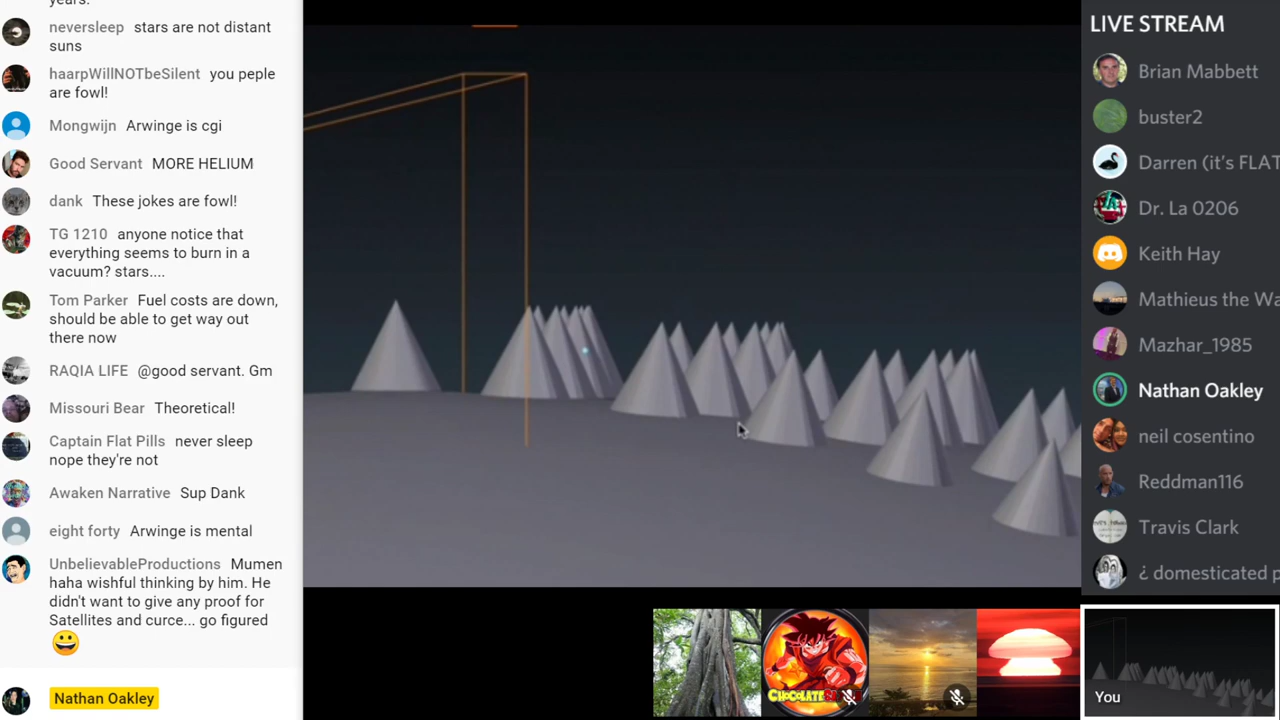 years.
neversleep stars are not distant
suns
haarpWillNOTbeSilent you peple
are fowl!
Mongwijn Arwinge is cgi
Good Servant MORE HELIUM
dank These jokes are fowl!
TG 1210 anyone notice that
everything seems to burn in a
vacuum? stars....
Tom Parker Fuel costs are down,
should be able to get way out
there now
RAQIA LIFE @good servant. Gm
Missouri Bear Theoretical!
Captain Flat Pills never sleep
nope they're not
Awaken Narrative Sup Dank
eight forty Arwinge is mental
UnbelievableProductions Mumen
haha wishful thinking by him. He
didn't want to give any proof for
Satellites and curce... go figured
Nathan Oakley
LIVE STREAM
Brian Mabbett
buster2
Darren (it's FLAT
Dr. La 0206
Keith Hay
Mathieus the Wa
Mazhar_1985
Nathan Oakley
neil cosentino
Reddman116
Travis Clark
¿ domesticated p
You